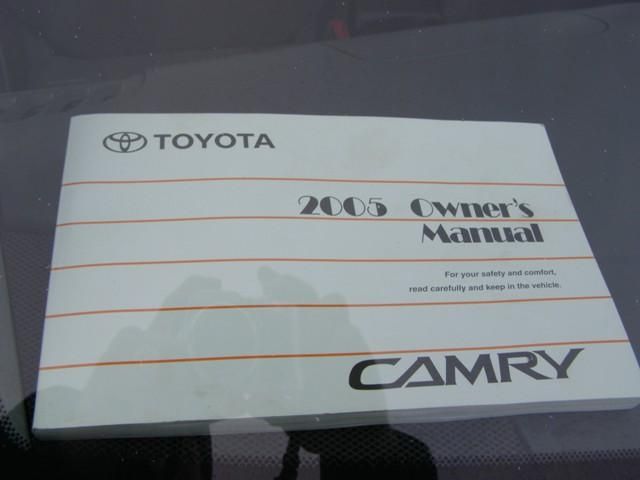 TOYOTA
2005 Owner's
Manual
For your safety and comfort,
read carefully and keep in the vehicle.
CAMRY